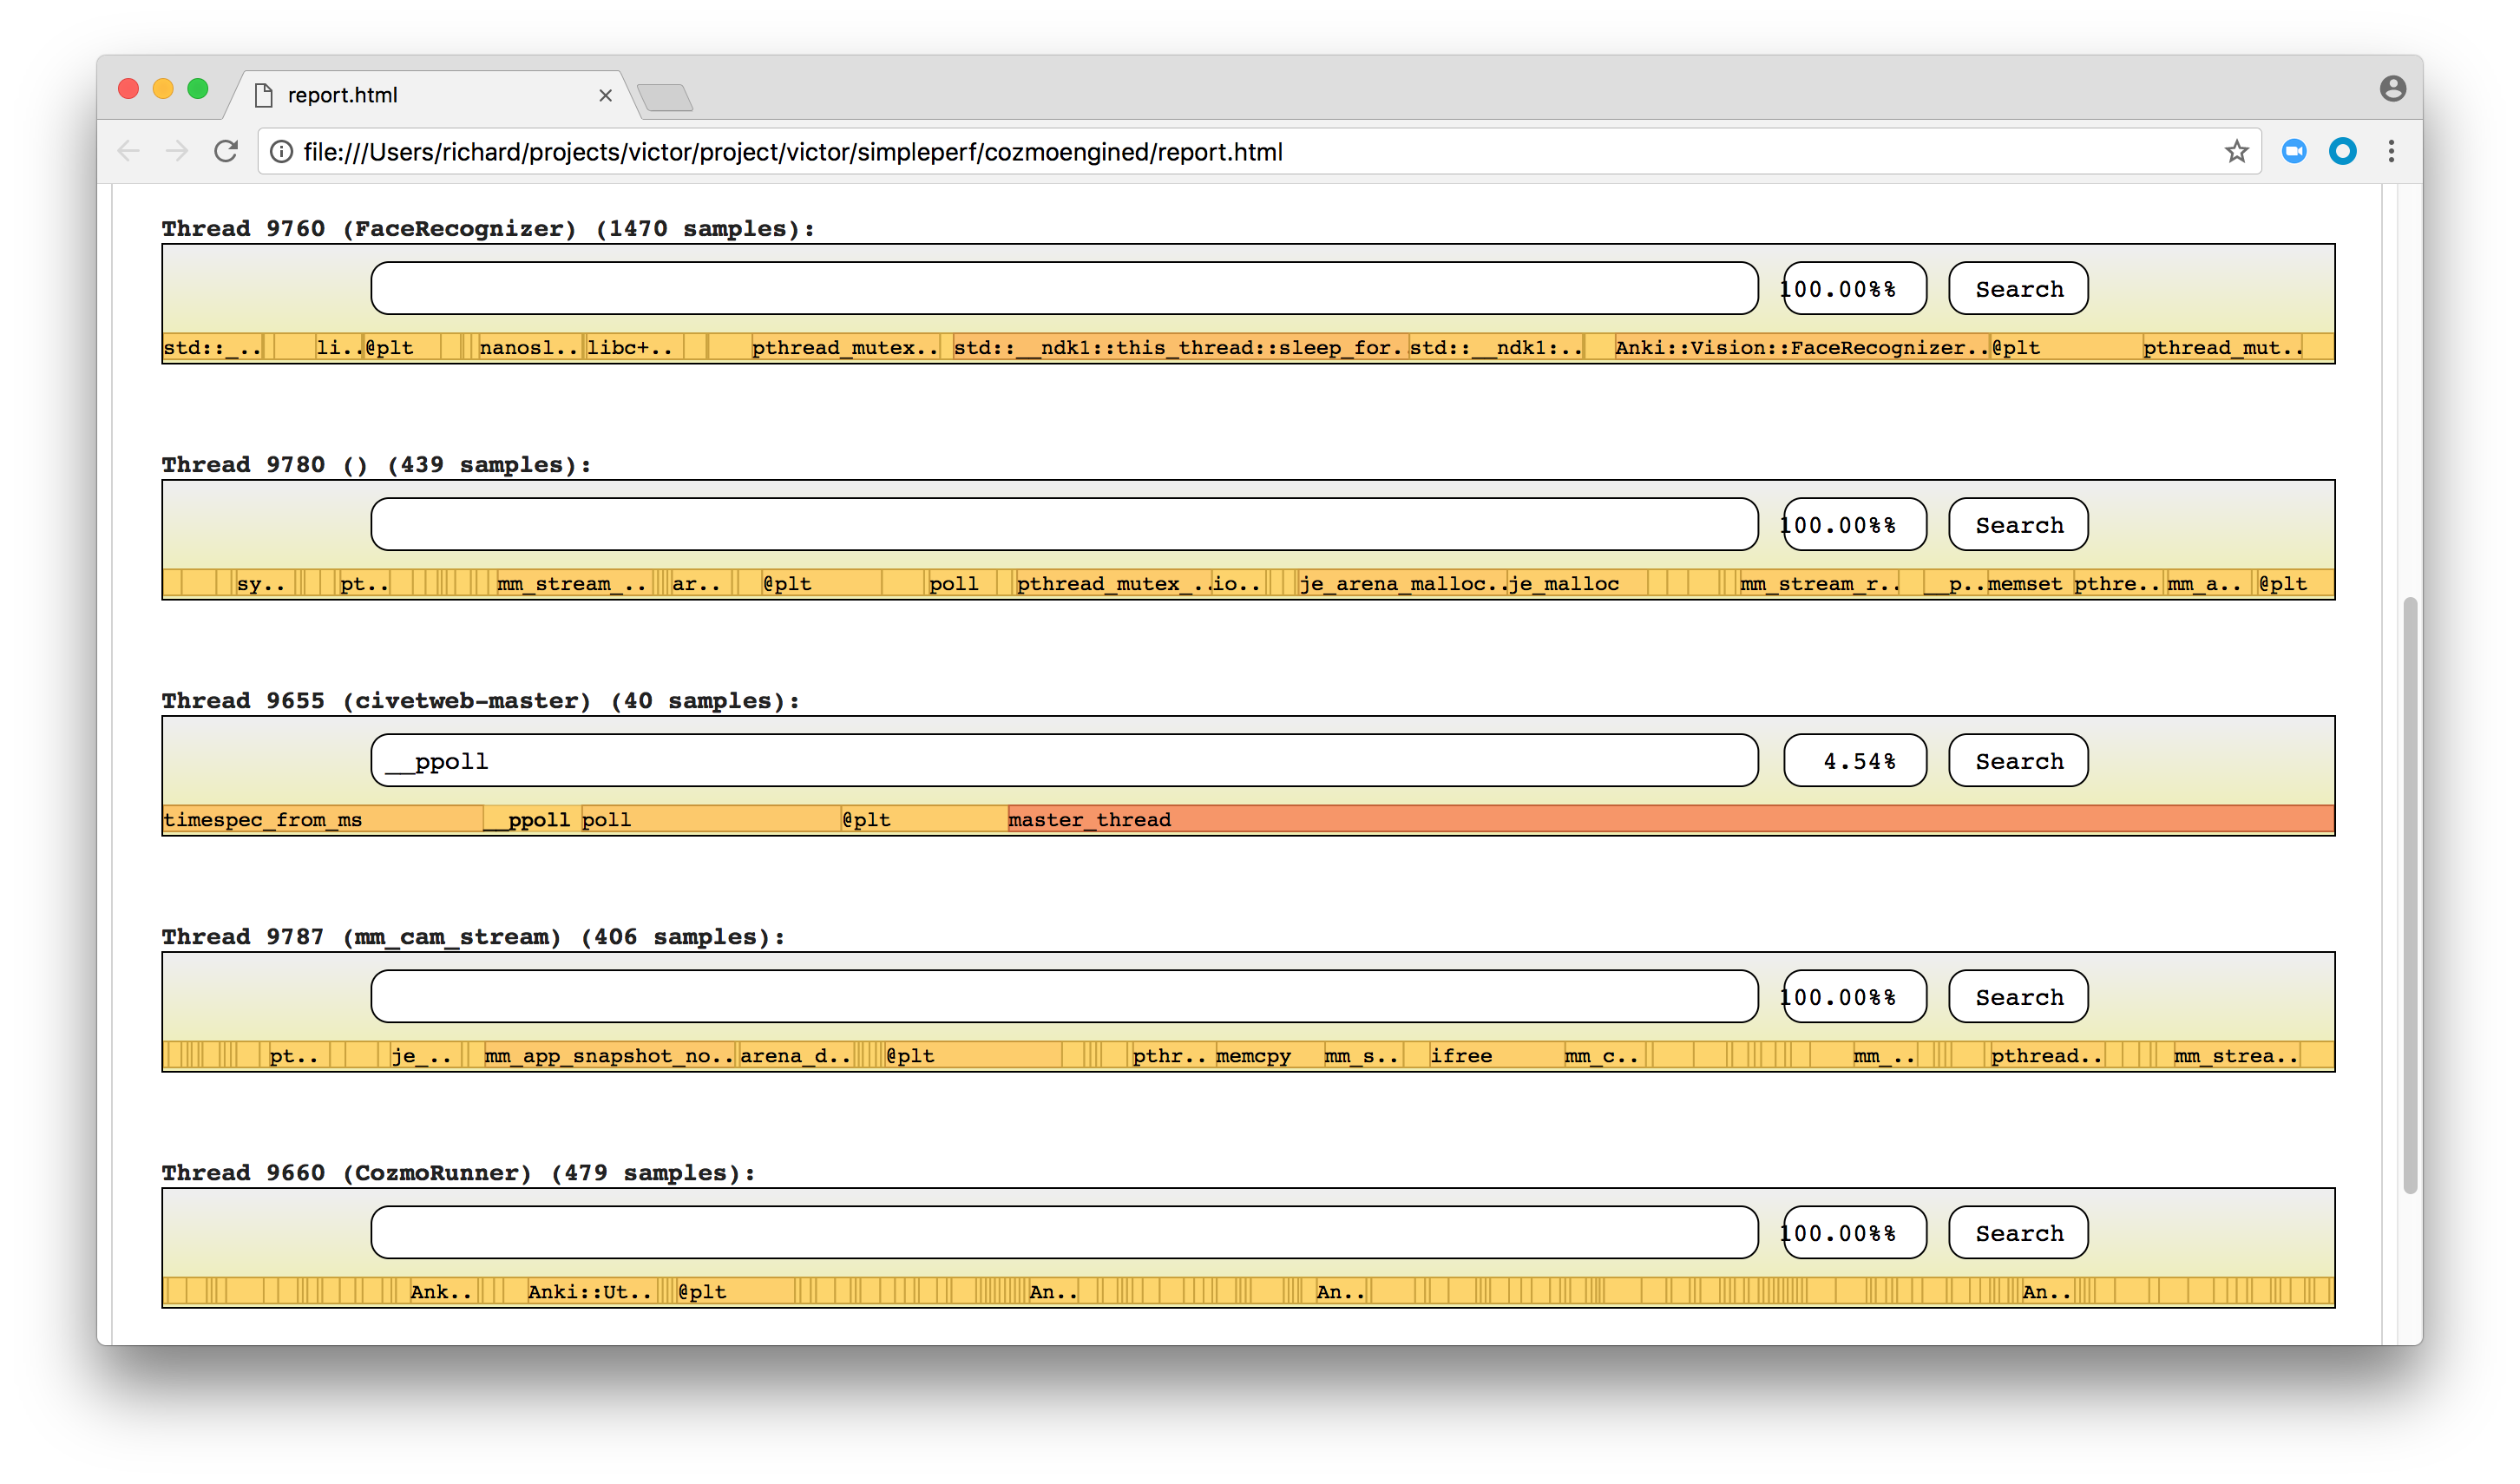 report.html
file:///Users/richard/projects/victor/project/victor/simpleperf/cozmoengined/report.html
Thread 9760 (FaceRecognizer) (1470 samples):
100.00%% Search
std::_.. li.. @plt nanosl.. libc+.. pthread_mutex.. std::__ndk1::this_thread::sleep_for. std::__ndk1:.. Anki::Vision::FaceRecognizer.. @plt pthread_mut..
Thread 9780 () (439 samples):
100.00%% Search
sy.. pt.. mm_stream_.. ar.. @plt poll pthread_mutex_.. io.. je_arena_malloc.. je_malloc mm_stream_r.. __p.. memset pthre.. mm_a.. @plt
Thread 9655 (civetweb-master) (40 samples):
__ppoll 4.54% Search
timespec_from_ms __ppoll poll @plt master_thread
Thread 9787 (mm_cam_stream) (406 samples):
100.00%% Search
pt.. je_.. mm_app_snapshot_no.. arena_d.. @plt pthr.. memcpy mm_s.. ifree mm_c.. mm_.. pthread.. mm_strea..
Thread 9660 (CozmoRunner) (479 samples):
100.00%% Search
Ank.. Anki::Ut.. @plt An.. An.. An..